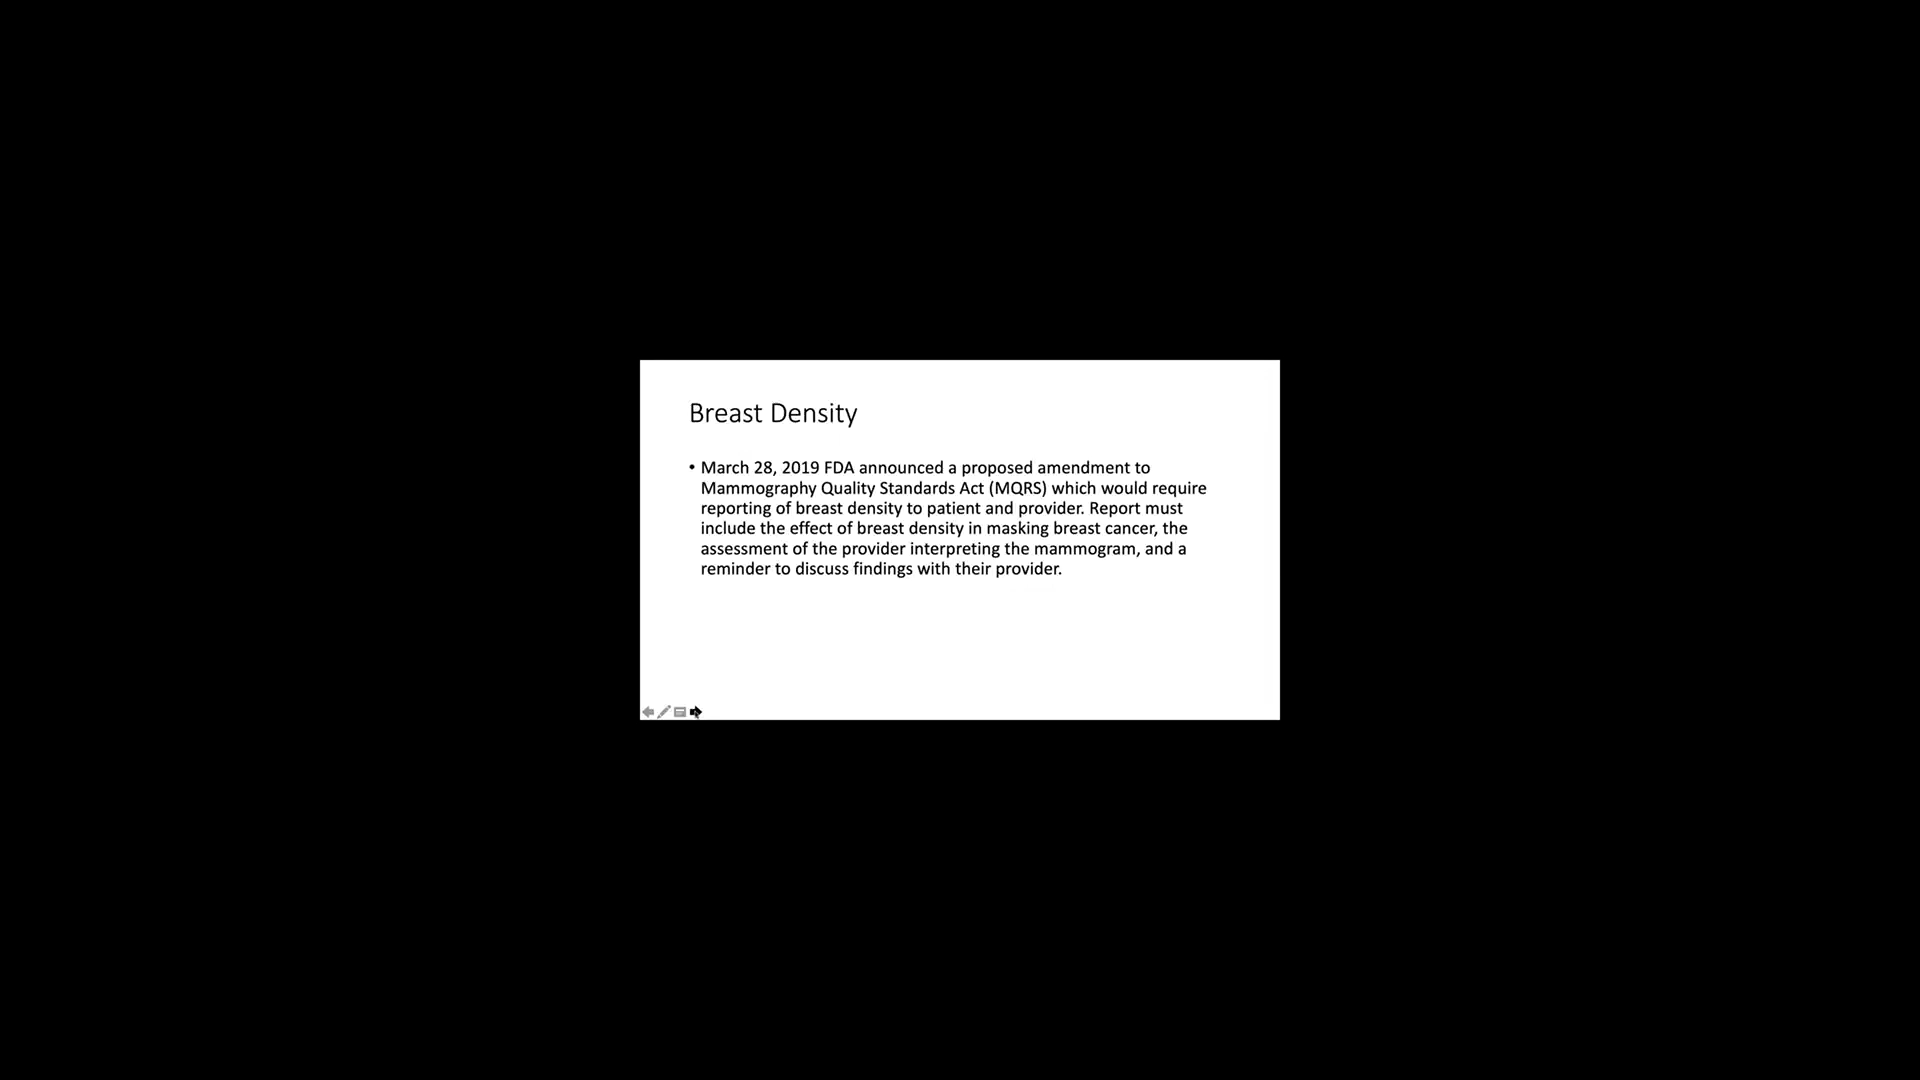 Breast Density
• March 28, 2019 FDA announced a proposed amendment to
Mammography Quality Standards Act (MQRS) which would require
reporting of breast density to patient and provider. Report must
include the effect of breast density in masking breast cancer, the
assessment of the provider interpreting the mammogram, and a
reminder to discuss findings with their provider.